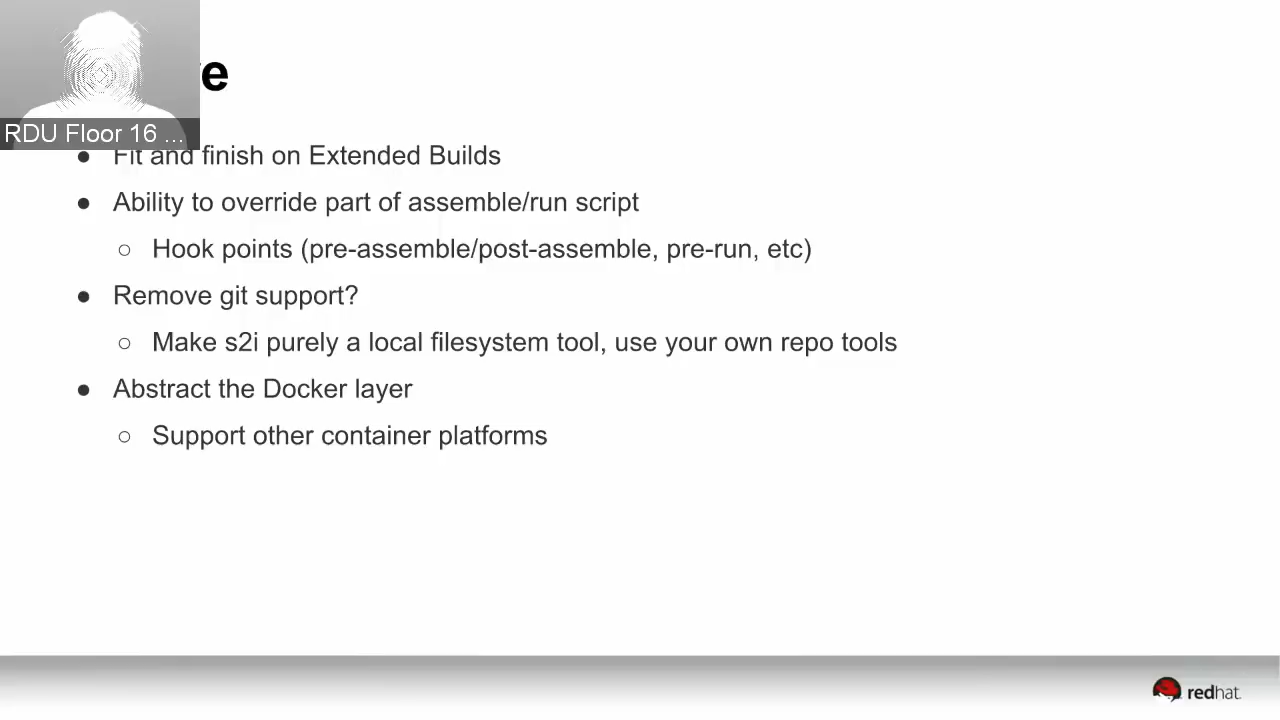 RDU Floor 16 ...
● Fit and finish on Extended Builds
● Ability to override part of assemble/run script
○ Hook points (pre-assemble/post-assemble, pre-run, etc)
● Remove git support?
○ Make s2i purely a local filesystem tool, use your own repo tools
● Abstract the Docker layer
○ Support other container platforms
redhat.